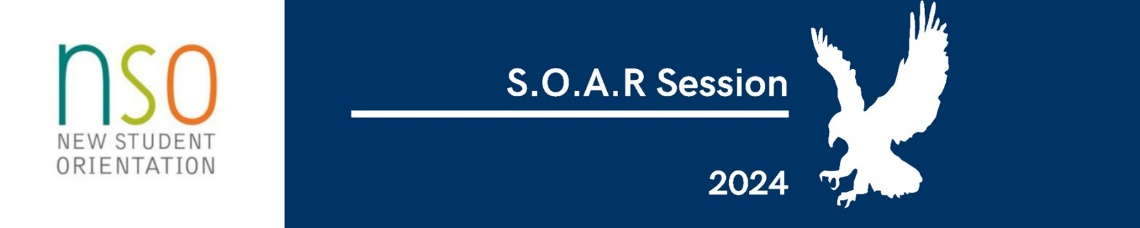 nso
NEW STUDENT
ORIENTATION
S.O.A.R Session
2024